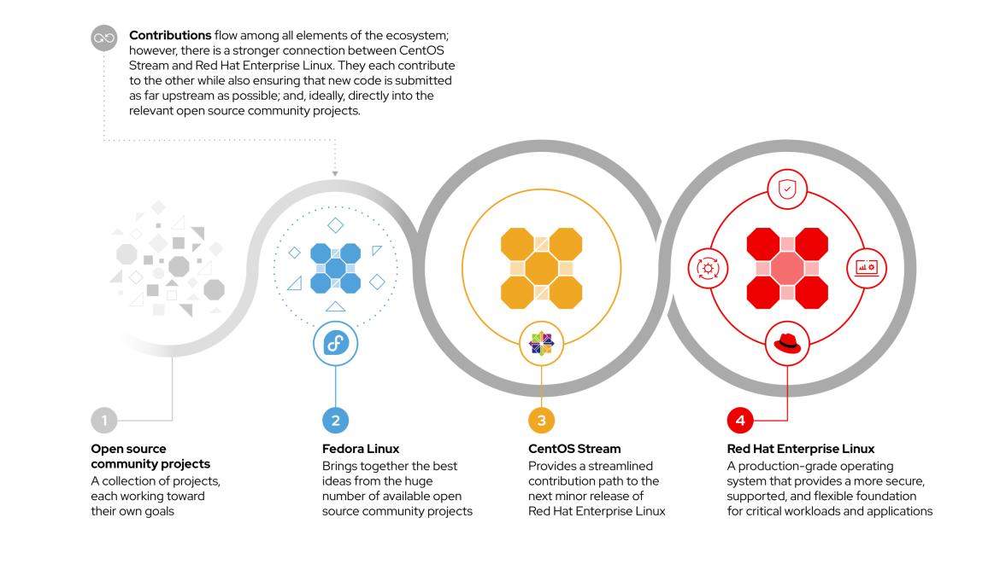 Contributions flow among all elements of the ecosystem;
however, there is a stronger connection between CentOS
Stream and Red Hat Enterprise Linux. They each contribute
to the other while also ensuring that new code is submitted
as far upstream as possible; and, ideally, directly into the
relevant open source community projects.
1
Open source
community projects
A collection of projects,
each working toward
their own goals
2
Fedora Linux
Brings together the best
ideas from the huge
number of available open
source community projects
3
CentOS Stream
Provides a streamlined
contribution path to the
next minor release of
Red Hat Enterprise Linux
4
Red Hat Enterprise Linux
A production-grade operating
system that provides a more secure,
supported, and flexible foundation
for critical workloads and applications